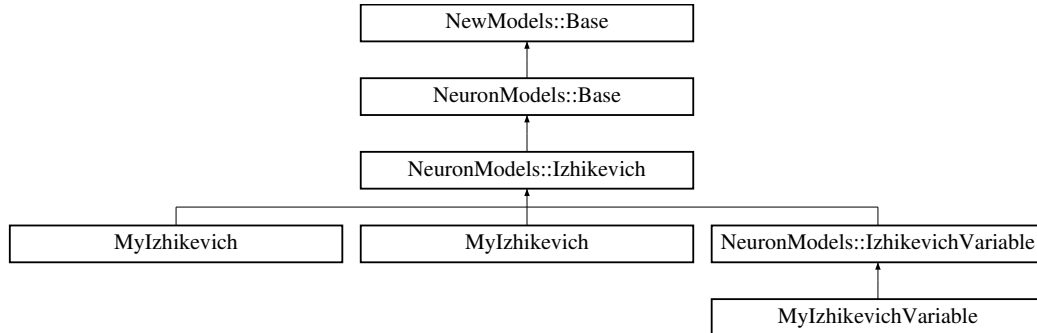 NewModels::Base
NeuronModels::Base
NeuronModels::Izhikevich
MyIzhikevich
MyIzhikevich
NeuronModels::IzhikevichVariable
MyIzhikevichVariable